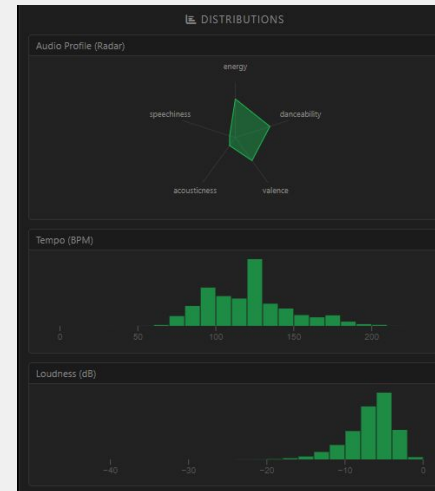 DISTRIBUTIONS
Audio Profile (Radar)
energy
speechiness
danceability
acousticness
valence
Tempo (BPM)
0 50 100 150 200
Loudness (dB)
−40 −30 −20 −10 0